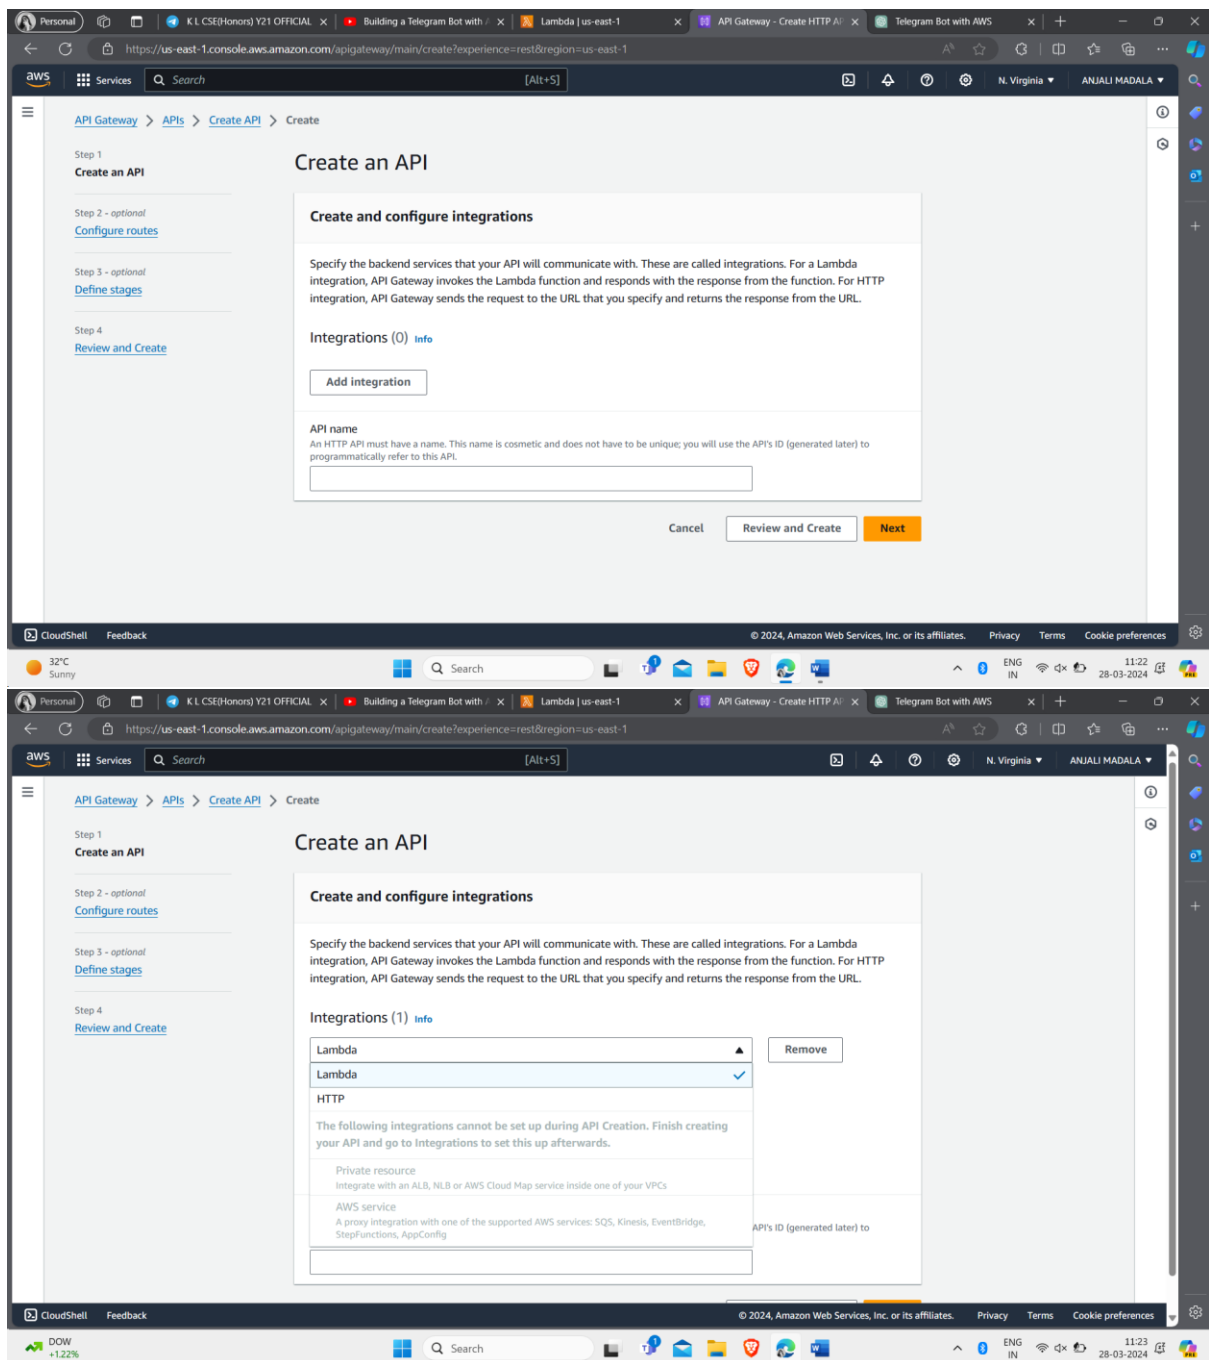 Personal
K L CSE(Honors) Y21 OFFICIAL
Building a Telegram Bot with
Lambda | us-east-1
API Gateway - Create HTTP AP
Telegram Bot with AWS
https://us-east-1.console.aws.amazon.com/apigateway/main/create?experience=rest&region=us-east-1
aws
Services
Search
[Alt+S]
N. Virginia
ANJALI MADALA
API Gateway > APIs > Create API > Create
Step 1
Create an API
Step 2 - optional
Configure routes
Step 3 - optional
Define stages
Step 4
Review and Create
Create an API
Create and configure integrations
Specify the backend services that your API will communicate with. These are called integrations. For a Lambda
integration, API Gateway invokes the Lambda function and responds with the response from the function. For HTTP
integration, API Gateway sends the request to the URL that you specify and returns the response from the URL.
Integrations (0) Info
Add integration
API name
An HTTP API must have a name. This name is cosmetic and does not have to be unique; you will use the API's ID (generated later) to
programmatically refer to this API.
Cancel
Review and Create
Next
CloudShell
Feedback
© 2024, Amazon Web Services, Inc. or its affiliates.
Privacy
Terms
Cookie preferences
32°C
Sunny
Search
ENG
IN
11:22
28-03-2024
Personal
K L CSE(Honors) Y21 OFFICIAL
Building a Telegram Bot with
Lambda | us-east-1
API Gateway - Create HTTP AP
Telegram Bot with AWS
https://us-east-1.console.aws.amazon.com/apigateway/main/create?experience=rest&region=us-east-1
aws
Services
Search
[Alt+S]
N. Virginia
ANJALI MADALA
API Gateway > APIs > Create API > Create
Step 1
Create an API
Step 2 - optional
Configure routes
Step 3 - optional
Define stages
Step 4
Review and Create
Create an API
Create and configure integrations
Specify the backend services that your API will communicate with. These are called integrations. For a Lambda
integration, API Gateway invokes the Lambda function and responds with the response from the function. For HTTP
integration, API Gateway sends the request to the URL that you specify and returns the response from the URL.
Integrations (1) Info
Lambda
Remove
Lambda
HTTP
The following integrations cannot be set up during API Creation. Finish creating
your API and go to Integrations to set this up afterwards.
Private resource
Integrate with an ALB, NLB or AWS Cloud Map service inside one of your VPCs
AWS service
A proxy integration with one of the supported AWS services: SQS, Kinesis, EventBridge,
StepFunctions, AppConfig
API's ID (generated later) to
CloudShell
Feedback
© 2024, Amazon Web Services, Inc. or its affiliates.
Privacy
Terms
Cookie preferences
DOW
+1.22%
Search
ENG
IN
11:23
28-03-2024